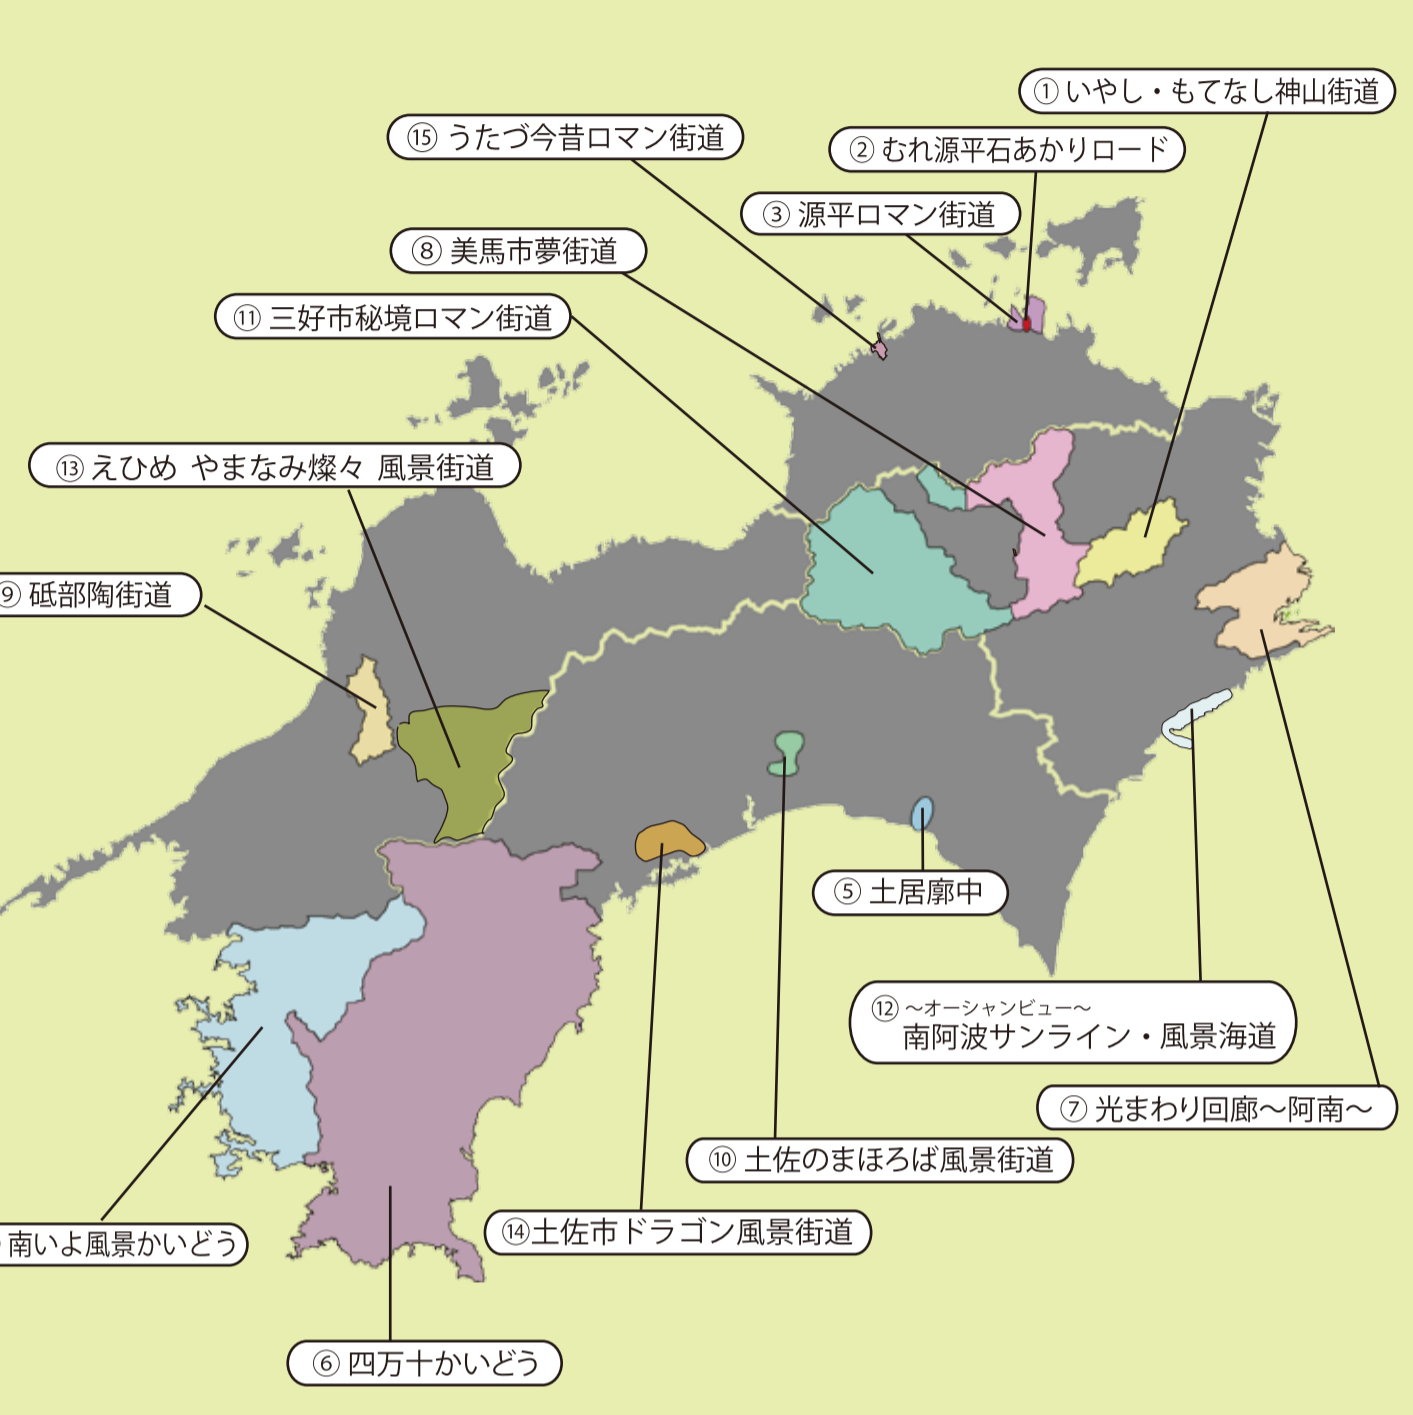 ① いやし・もてなし神山街道
⑮ うたづ今昔ロマン街道
② むれ源平石あかりロード
③ 源平ロマン街道
⑧ 美馬市夢街道
⑪ 三好市秘境ロマン街道
⑬ えひめ やまなみ燦々 風景街道
⑨ 砥部陶街道
⑤ 土居廓中
⑫ ～オーシャンビュー～
南阿波サンライン・風景海道
⑦ 光まわり回廊～阿南～
⑩ 土佐のまほろば風景街道
⑭土佐市ドラゴン風景街道
南いよ風景かいどう
⑥ 四万十かいどう